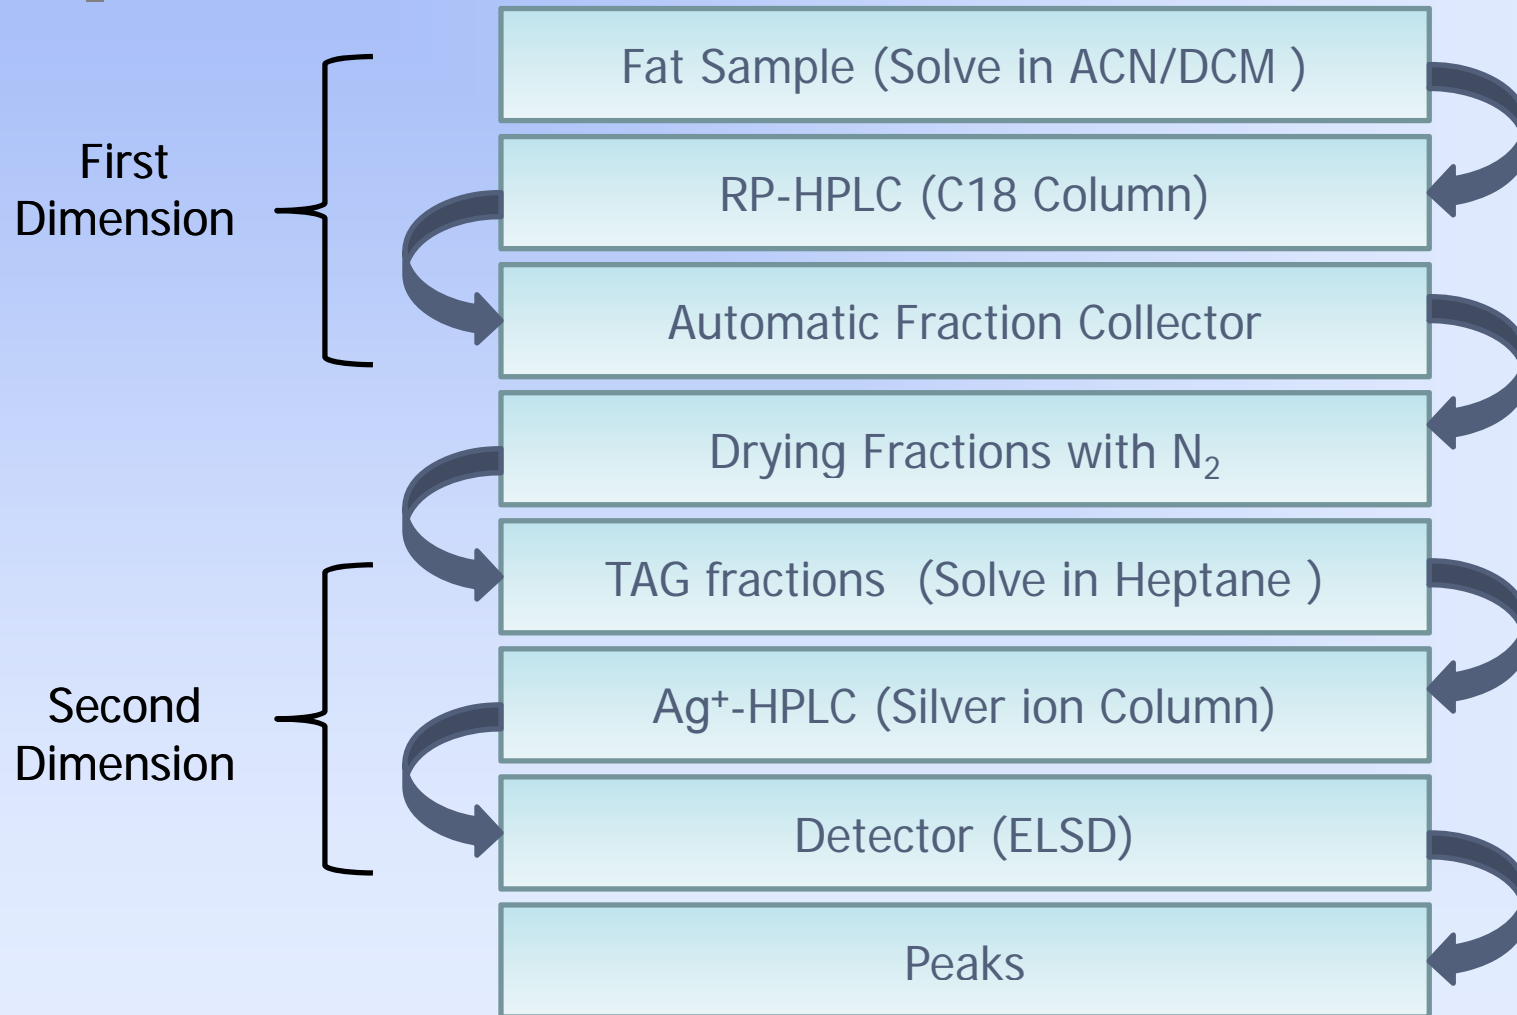 Fat Sample (Solve in ACN/DCM )
First
Dimension
RP-HPLC (C18 Column)
Automatic Fraction Collector
Drying Fractions with N₂
TAG fractions (Solve in Heptane )
Second
Dimension
Ag⁺-HPLC (Silver ion Column)
Detector (ELSD)
Peaks